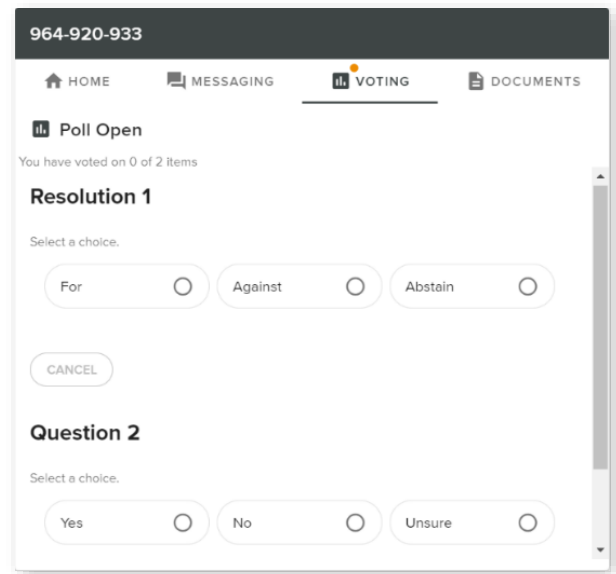 964-920-933
HOME MESSAGING VOTING DOCUMENTS
Poll Open
You have voted on 0 of 2 items
Resolution 1
Select a choice.
For Against Abstain
CANCEL
Question 2
Select a choice.
Yes No Unsure